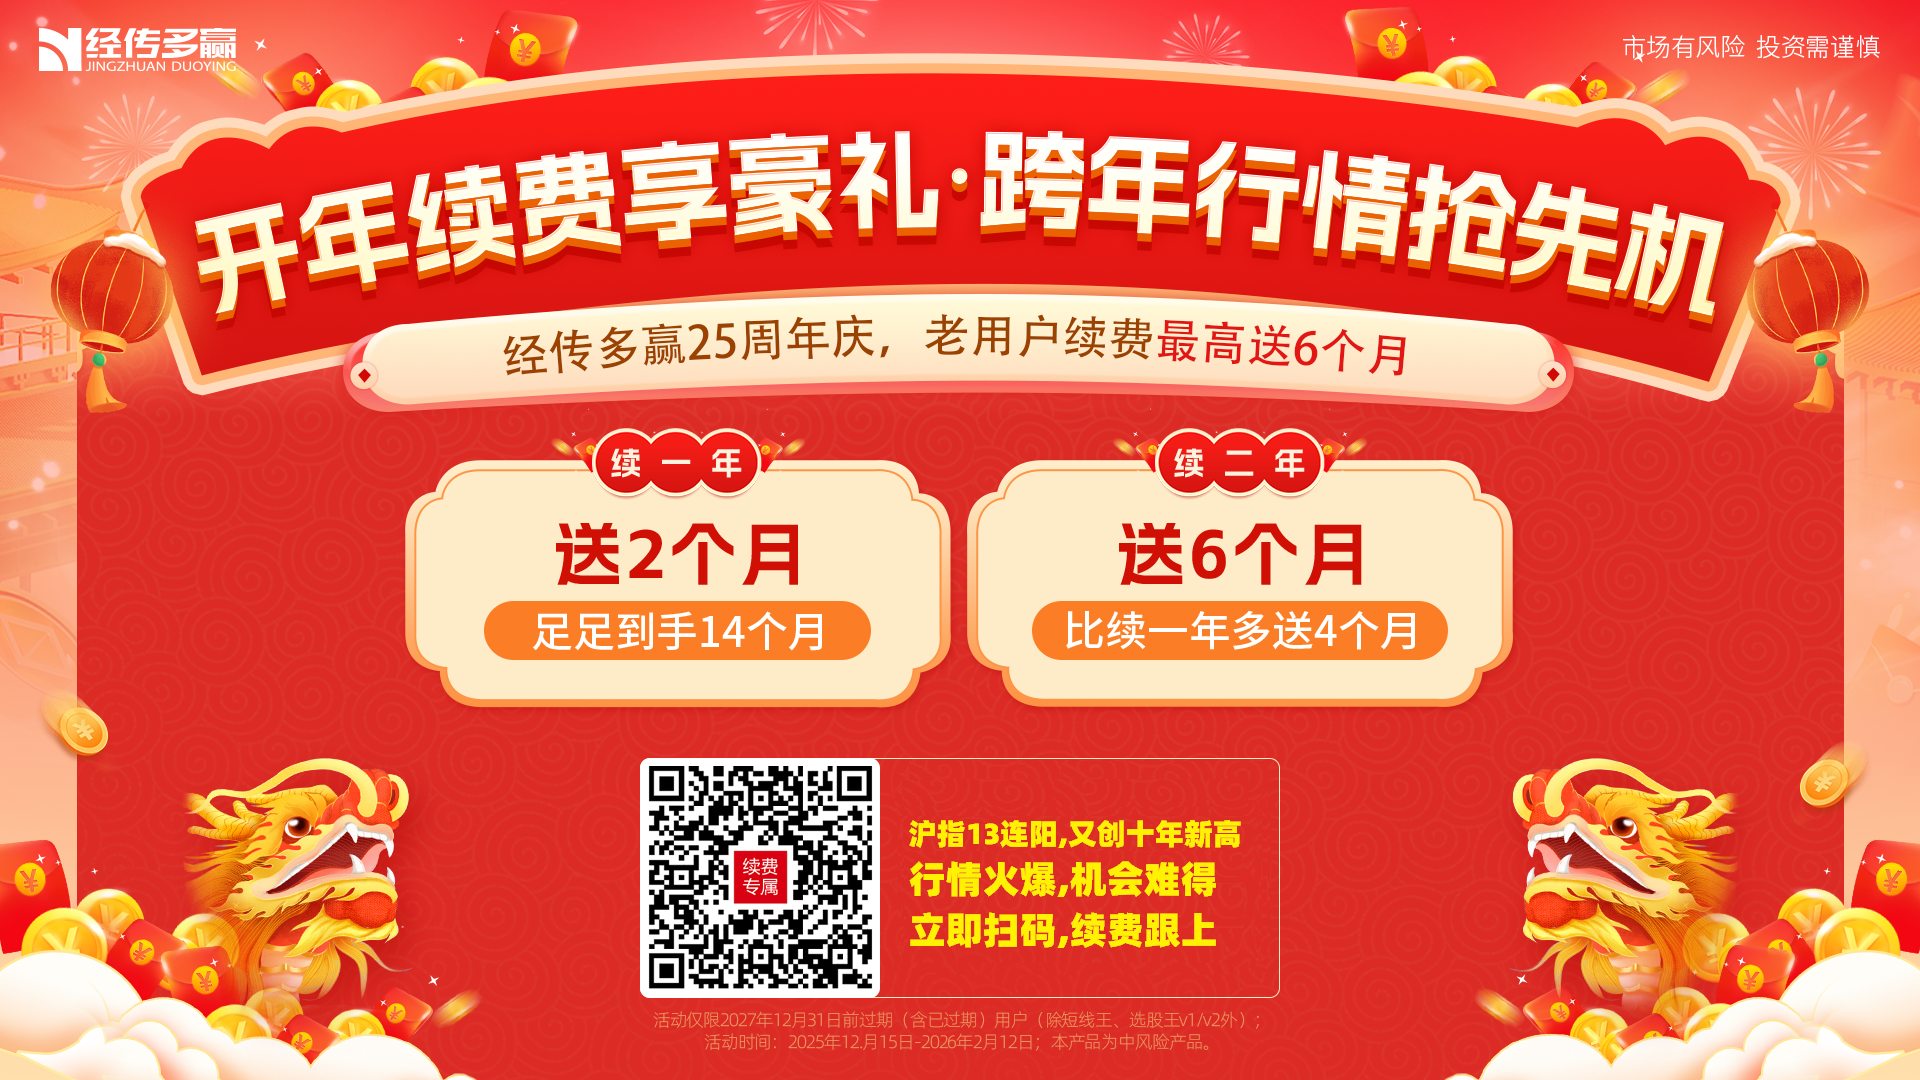 经传多赢
JINGZHUAN DUOYING
市场有风险 投资需谨慎
开年续费享豪礼·跨年行情抢先机
经传多赢25周年庆，老用户续费最高送6个月
续一年
送2个月
足足到手14个月
续二年
送6个月
比续一年多送4个月
续费
专属
沪指13连阳,又创十年新高
行情火爆,机会难得
立即扫码,续费跟上
活动仅限2027年12月31日前过期（含已过期）用户（除短线王、选股王v1/v2外）；
活动时间：2025年12.月15日-2026年2月12日；本产品为中风险产品。